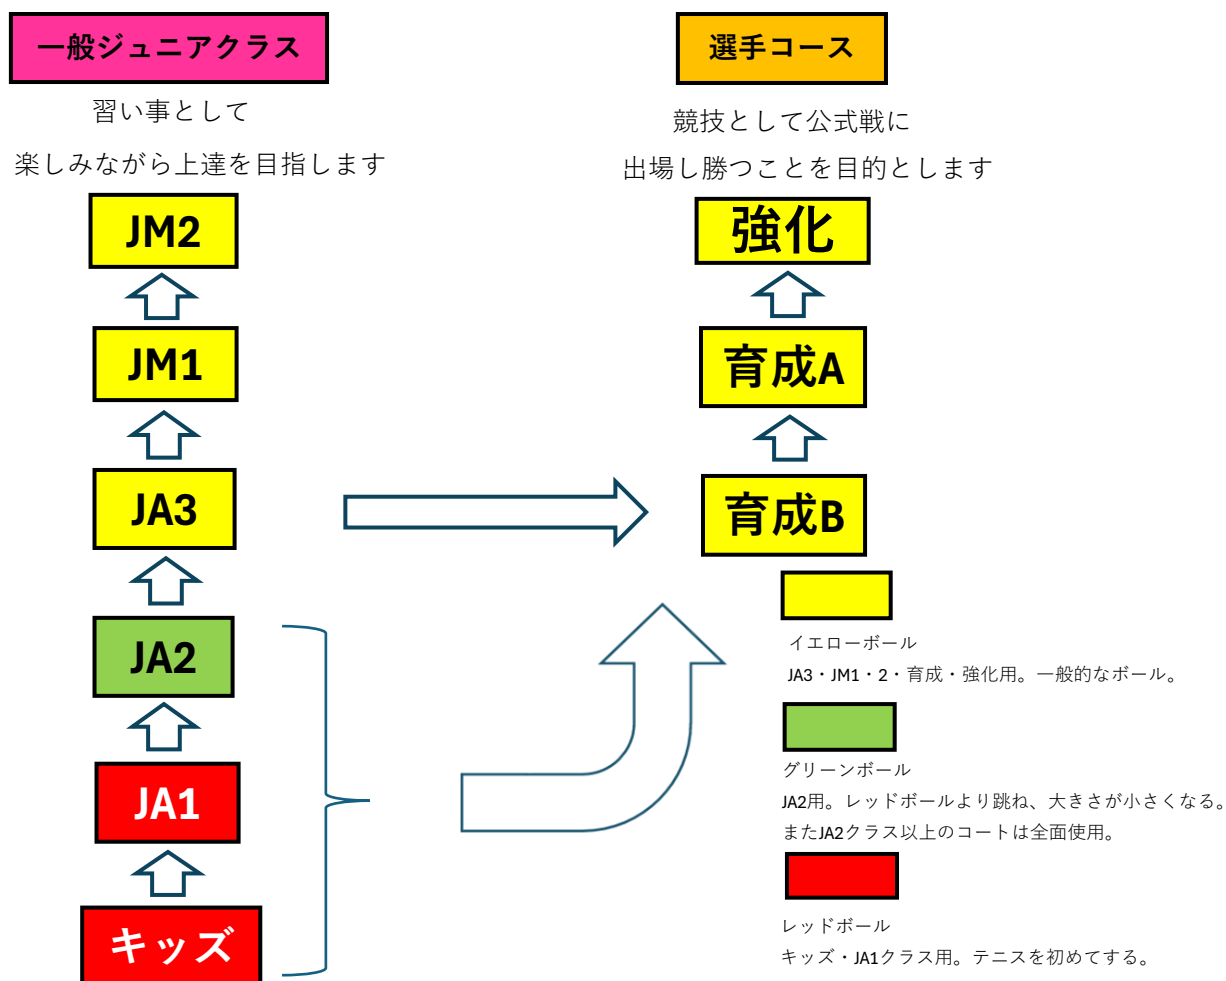 一般ジュニアクラス
習い事として
楽しみながら上達を目指します
JM2
JM1
JA3
JA2
JA1
キッズ
選手コース
競技として公式戦に
出場し勝つことを目的とします
強化
育成A
育成B
イエローボール
JA3・JM1・2・育成・強化用。一般的なボール。
グリーンボール
JA2用。レッドボールより跳ね、大きさが小さくなる。
またJA2クラス以上のコートは全面使用。
レッドボール
キッズ・JA1クラス用。テニスを初めてする。